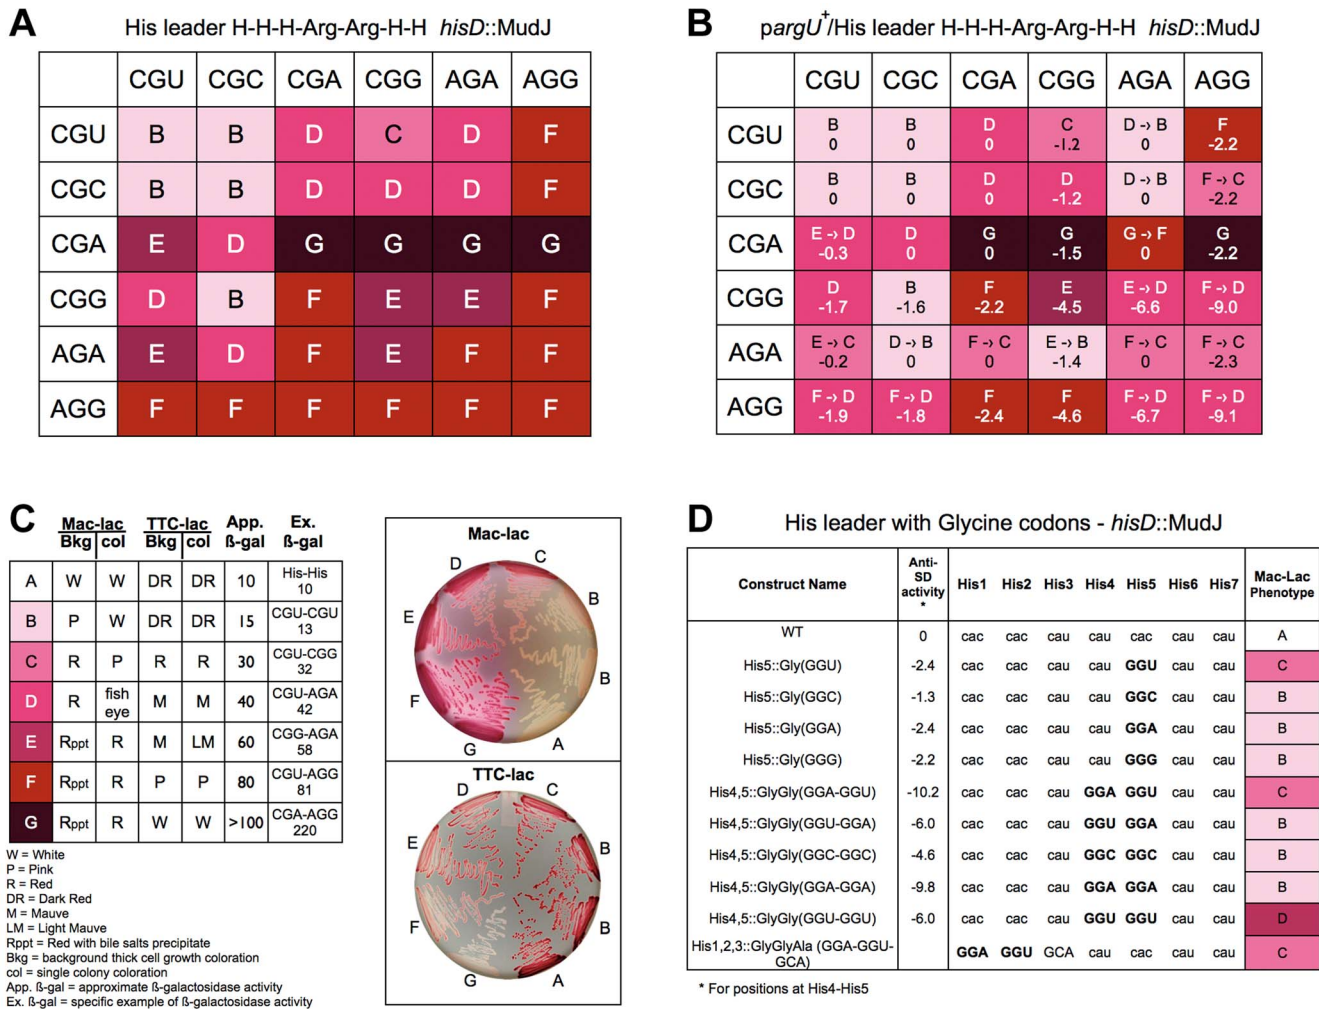 A
His leader H-H-H-Arg-Arg-H-H hisD::MudJ
CGU CGC CGA CGG AGA AGG
CGU B B D C D F
CGC B B D D D F
CGA E D G G G G
CGG D B F E E F
AGA E D F E F F
AGG F F F F F F
B
pargU+/His leader H-H-H-Arg-Arg-H-H hisD::MudJ
CGU CGC CGA CGG AGA AGG
B B D C D → B F
CGU 0 0 0 -1.2 0 -2.2
B B D D D → B F → C
CGC 0 0 0 -1.2 0 -2.2
E → D D G G G → F G
CGA -0.3 0 0 -1.5 0 -2.2
D B F E E → D F → D
CGG -1.7 -1.6 -2.2 -4.5 -6.6 -9.0
E → C D → B F → C E → B F → C F → C
AGA -0.2 0 0 -1.4 0 -2.3
F → D F → D F F F → D F → D
AGG -1.9 -1.8 -2.4 -4.6 -6.7 -9.1
C
Mac-lac TTC-lac App. Ex.
Bkg col Bkg col ß-gal ß-gal
A W W DR DR 10 His-His 10
B P W DR DR 15 CGU-CGU 13
C R P R R 30 CGU-CGG 32
D R fish eye M M 40 CGU-AGA 42
E Rppt R M LM 60 CGG-AGA 58
F Rppt R P P 80 CGU-AGG 81
G Rppt R W W >100 CGA-AGG 220
W = White
P = Pink
R = Red
DR = Dark Red
M = Mauve
LM = Light Mauve
Rppt = Red with bile salts precipitate
Bkg = background thick cell growth coloration
col = single colony coloration
App. ß-gal = approximate ß-galactosidase activity
Ex. ß-gal = specific example of ß-galactosidase activity
Mac-lac
D C
E B
B
F
G A
TTC-lac
D C
E B
F B
G A
D
His leader with Glycine codons - hisD::MudJ
Construct Name Anti-SD activity * His1 His2 His3 His4 His5 His6 His7 Mac-Lac Phenotype
WT 0 cac cac cau cau cac cau cau A
His5::Gly(GGU) -2.4 cac cac cau cau GGU cau cau C
His5::Gly(GGC) -1.3 cac cac cau cau GGC cau cau B
His5::Gly(GGA) -2.4 cac cac cau cau GGA cau cau B
His5::Gly(GGG) -2.2 cac cac cau cau GGG cau cau B
His4,5::GlyGly(GGA-GGU) -10.2 cac cac cau GGA GGU cau cau C
His4,5::GlyGly(GGU-GGA) -6.0 cac cac cau GGU GGA cau cau B
His4,5::GlyGly(GGC-GGC) -4.6 cac cac cau GGC GGC cau cau B
His4,5::GlyGly(GGA-GGA) -9.8 cac cac cau GGA GGA cau cau B
His4,5::GlyGly(GGU-GGU) -6.0 cac cac cau GGU GGU cau cau D
His1,2,3::GlyGlyAla (GGA-GGU-GCA) GGA GGU GCA cau cac cau cau C
* For positions at His4-His5